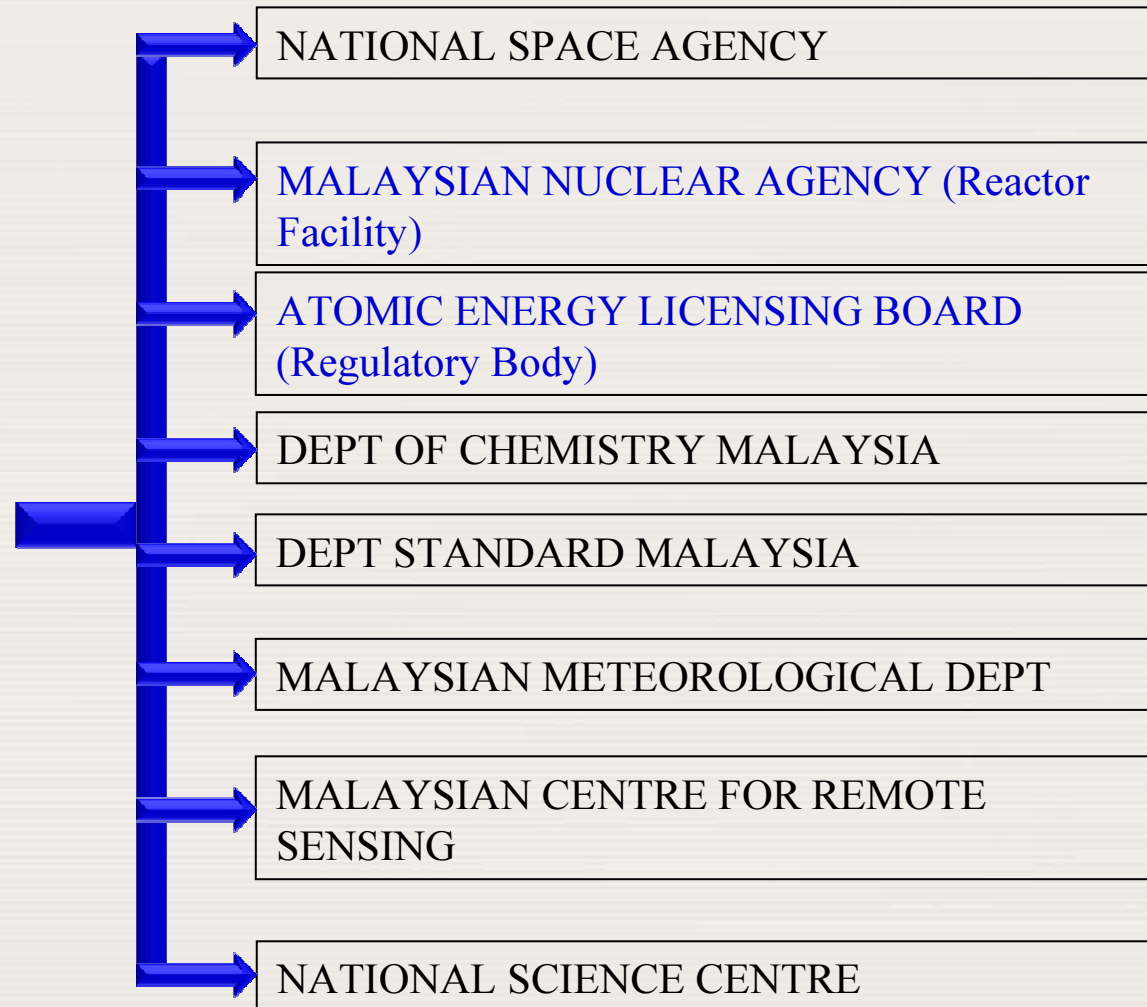 NATIONAL SPACE AGENCY
MALAYSIAN NUCLEAR AGENCY (Reactor
Facility)
ATOMIC ENERGY LICENSING BOARD
(Regulatory Body)
DEPT OF CHEMISTRY MALAYSIA
DEPT STANDARD MALAYSIA
MALAYSIAN METEOROLOGICAL DEPT
MALAYSIAN CENTRE FOR REMOTE
SENSING
NATIONAL SCIENCE CENTRE